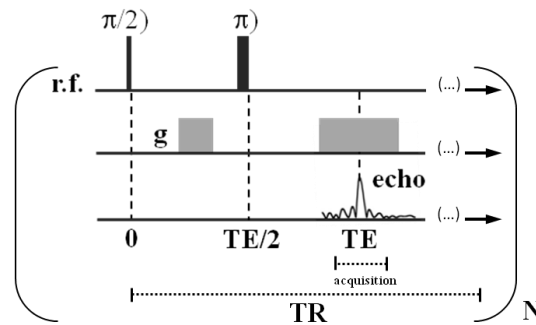 π/2) π)
r.f. (...)
g (...)
echo
(...)
0 TE/2 TE
acquisition
TR N